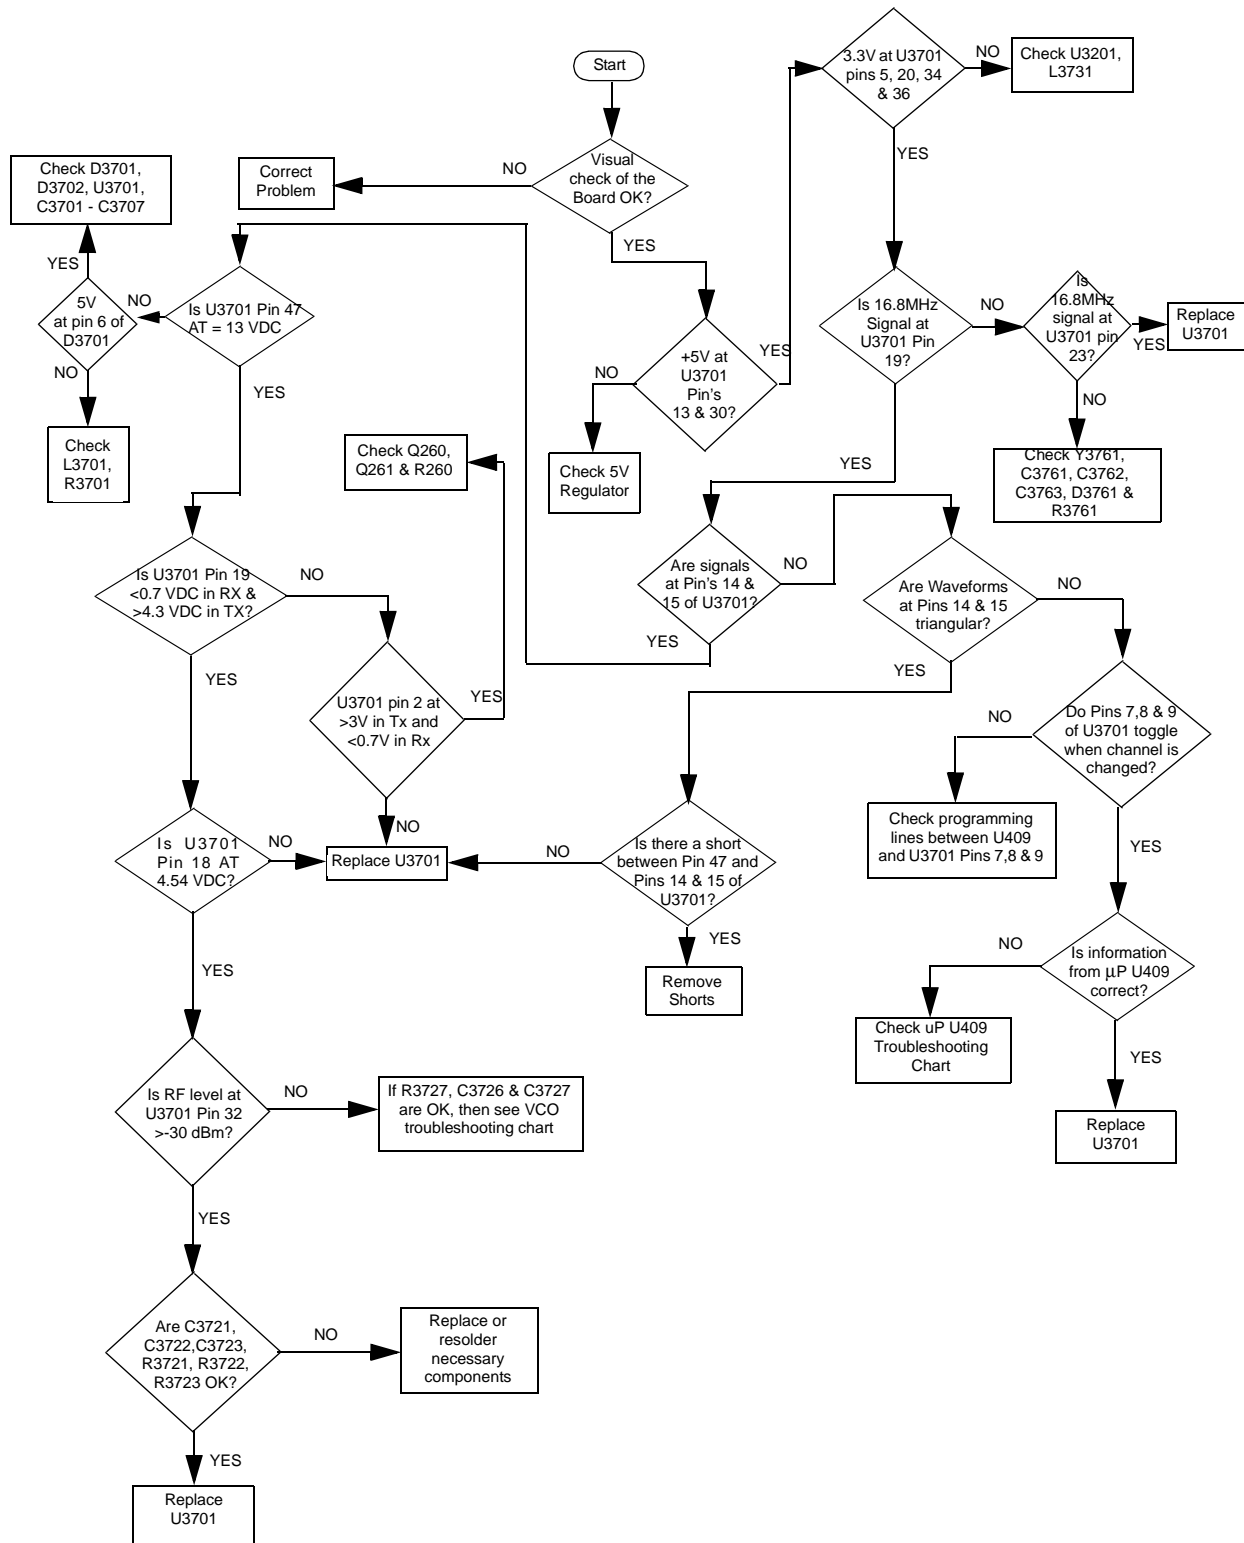 Start
Visual
check of the
Board OK?
NO
Correct
Problem
YES
+5V at
U3701
Pin's
13 & 30?
NO
Check 5V
Regulator
YES
3.3V at U3701
pins 5, 20, 34
& 36
NO
Check U3201,
L3731
YES
Is 16.8MHz
Signal at
U3701 Pin
19?
NO
Is
16.8MHz
signal at
U3701 pin
23?
YES
Replace
U3701
NO
Check Y3761,
C3761, C3762,
C3763, D3761 &
R3761
YES
Are signals
at Pin's 14 &
15 of U3701?
NO
YES
Are Waveforms
at Pins 14 & 15
triangular?
NO
YES
Do Pins 7,8 & 9
of U3701 toggle
when channel is
changed?
NO
Check programming
lines between U409
and U3701 Pins 7,8 & 9
YES
Is information
from µP U409
correct?
NO
Check uP U409
Troubleshooting
Chart
YES
Replace
U3701
Is there a short
between Pin 47 and
Pins 14 & 15 of
U3701?
NO
YES
Remove
Shorts
Is U3701 Pin 47
AT = 13 VDC
NO
5V
at pin 6 of
D3701
YES
Check D3701,
D3702, U3701,
C3701 - C3707
NO
Check
L3701,
R3701
YES
Is U3701 Pin 19
<0.7 VDC in RX &
>4.3 VDC in TX?
NO
U3701 pin 2 at
>3V in Tx and
<0.7V in Rx
YES
Check Q260,
Q261 & R260
NO
Replace U3701
YES
Is U3701
Pin 18 AT
4.54 VDC?
NO
YES
Is RF level at
U3701 Pin 32
>-30 dBm?
NO
If R3727, C3726 & C3727
are OK, then see VCO
troubleshooting chart
YES
Are C3721,
C3722,C3723,
R3721, R3722,
R3723 OK?
NO
Replace or
resolder
necessary
components
YES
Replace
U3701